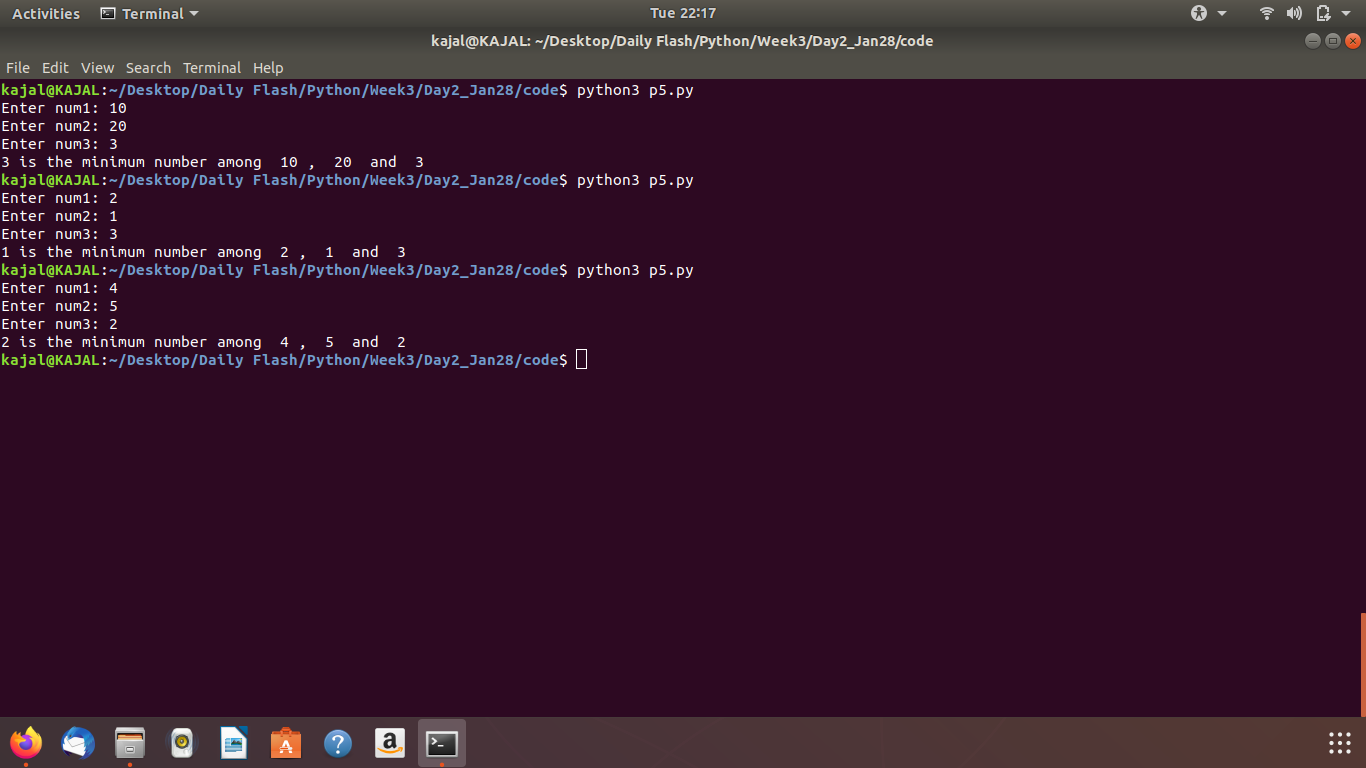 Activities Terminal Tue 22:17
kajal@KAJAL: ~/Desktop/Daily Flash/Python/Week3/Day2_Jan28/code
File Edit View Search Terminal Help
kajal@KAJAL:~/Desktop/Daily Flash/Python/Week3/Day2_Jan28/code$ python3 p5.py
Enter num1: 10
Enter num2: 20
Enter num3: 3
3 is the minimum number among  10 ,  20  and  3
kajal@KAJAL:~/Desktop/Daily Flash/Python/Week3/Day2_Jan28/code$ python3 p5.py
Enter num1: 2
Enter num2: 1
Enter num3: 3
1 is the minimum number among  2 ,  1  and  3
kajal@KAJAL:~/Desktop/Daily Flash/Python/Week3/Day2_Jan28/code$ python3 p5.py
Enter num1: 4
Enter num2: 5
Enter num3: 2
2 is the minimum number among  4 ,  5  and  2
kajal@KAJAL:~/Desktop/Daily Flash/Python/Week3/Day2_Jan28/code$